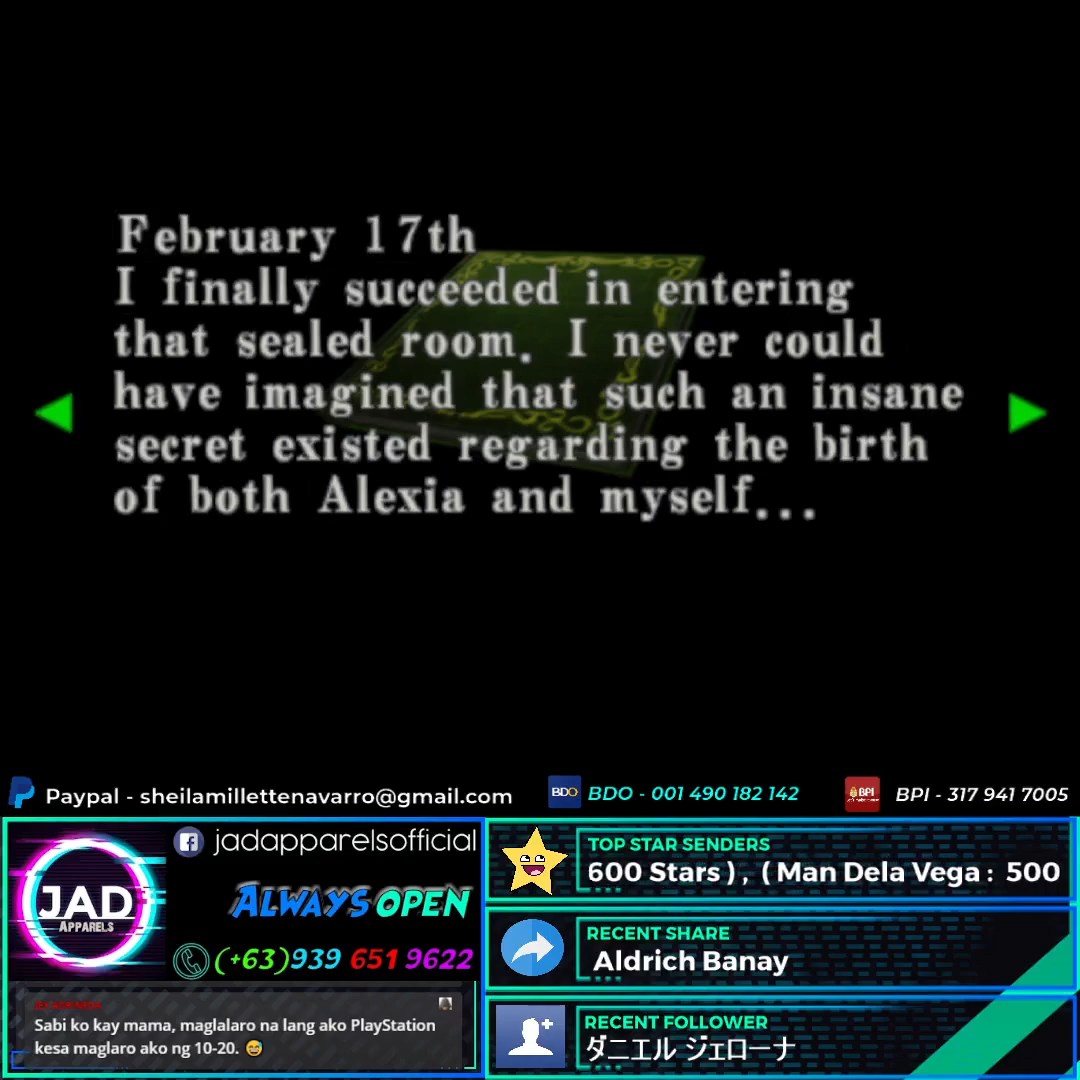 February 17th
I finally succeeded in entering
that sealed room. I never could
have imagined that such an insane
secret existed regarding the birth
of both Alexia and myself...
Paypal - sheilamillettenavarro@gmail.com
BDO
BDO - 001 490 182 142
BPI
BPI - 317 941 7005
JAD
APPARELS
jadapparelsofficial
ALWAYS OPEN
(+63)939 651 9622
Sabi ko kay mama, maglalaro na lang ako PlayStation
kesa maglaro ako ng 10-20. 😅
TOP STAR SENDERS
600 Stars ) , ( Man Dela Vega : 500
RECENT SHARE
Aldrich Banay
RECENT FOLLOWER
ダニエル ジェローナ